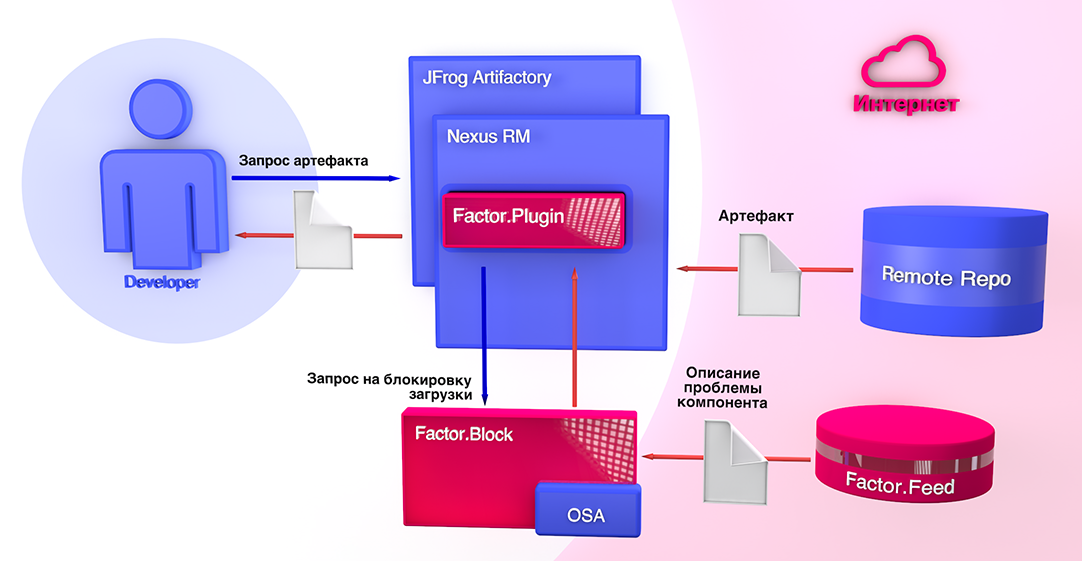 JFrog Artifactory
Интернет
Nexus RM
Запрос артефакта
Factor.Plugin
Артефакт
Developer
Remote Repo
Запрос на блокировку
загрузки
Описание
проблемы
компонента
Factor.Block
Factor.Feed
OSA